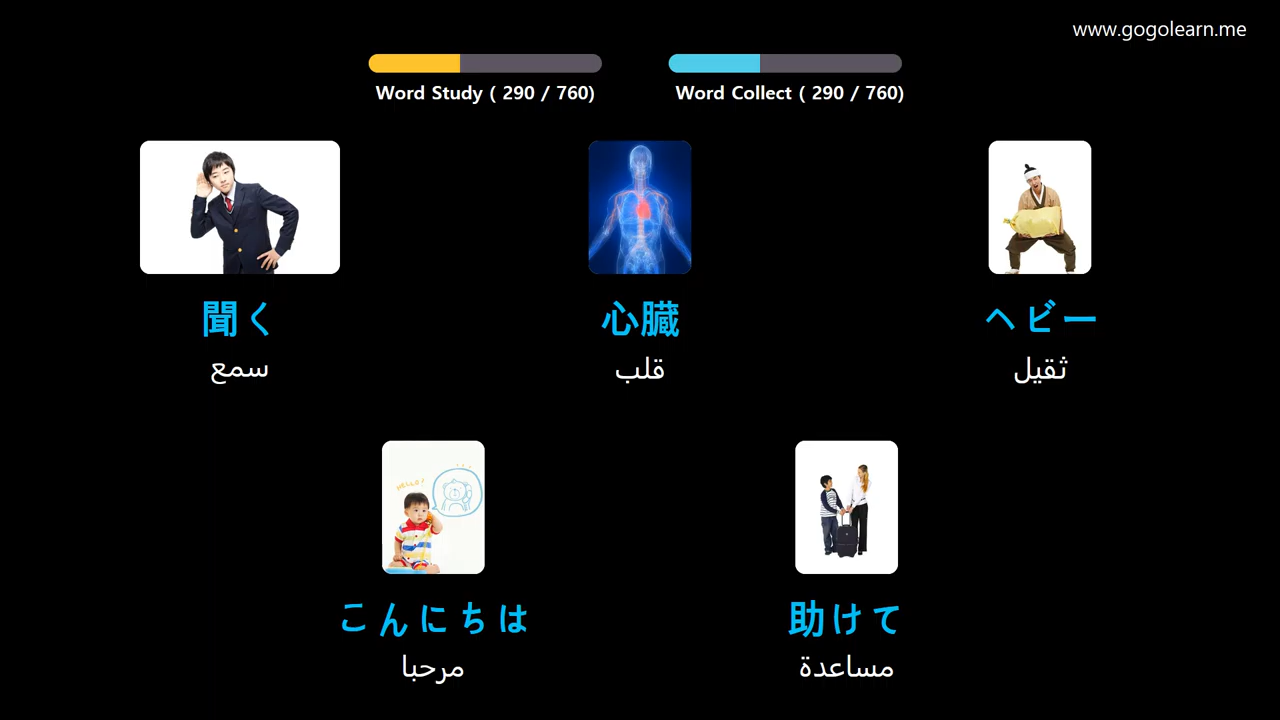 www.gogolearn.me
Word Study ( 290 / 760)
Word Collect ( 290 / 760)
聞く
心臓
ヘビー
سمع
قلب
ثقيل
HELLO!
こんにちは
助けて
مرحبا
مساعدة